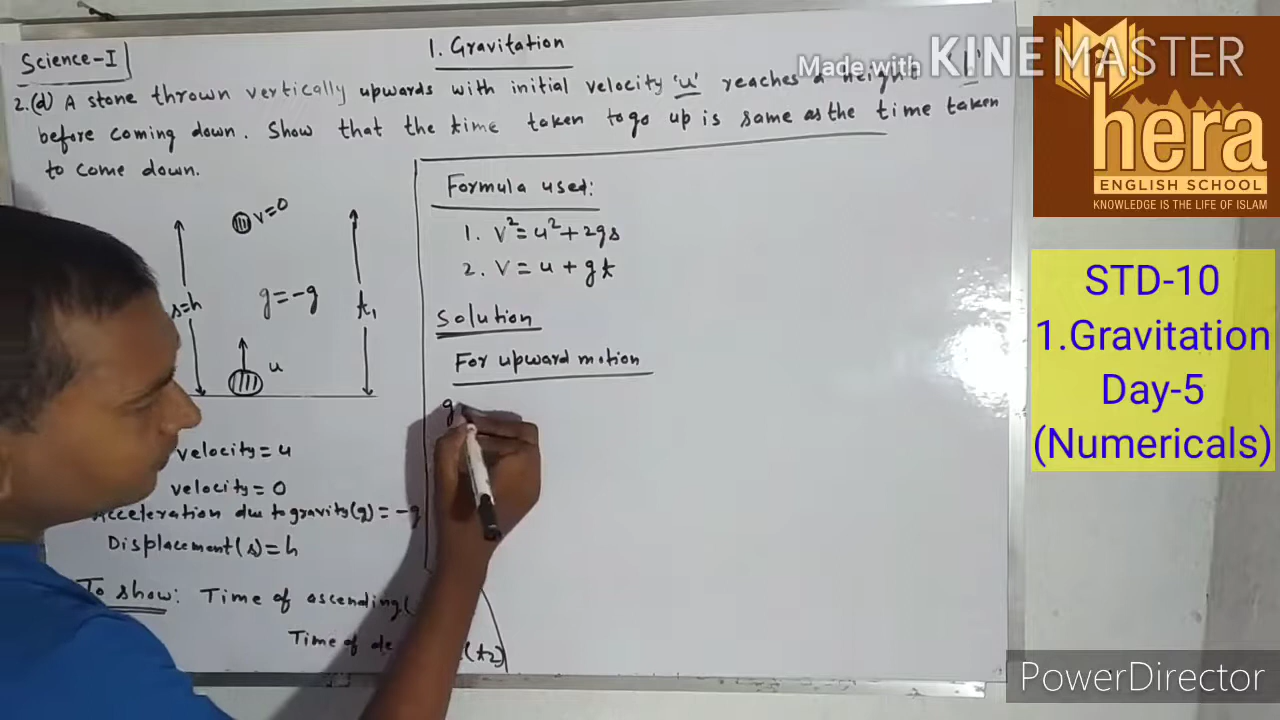 Science-I
1. Gravitation
2.(d) A stone thrown vertically upwards with initial velocity 'u' reaches a height 'h'
before coming down. Show that the time taken to go up is same as the time taken
to come down.
v=0
s=h
g=-g
t₁
u
velocity = u
velocity = 0
Acceleration due to gravity(g) = -g
Displacement(s) = h
To show: Time of ascending(
Time of de
(t2)
Formula used:
1. v²= u²+2gs
2. v = u + gt
Solution
For upward motion
g
Made with KINEMASTER
hera
ENGLISH SCHOOL
KNOWLEDGE IS THE LIFE OF ISLAM
STD-10
1.Gravitation
Day-5
(Numericals)
PowerDirector